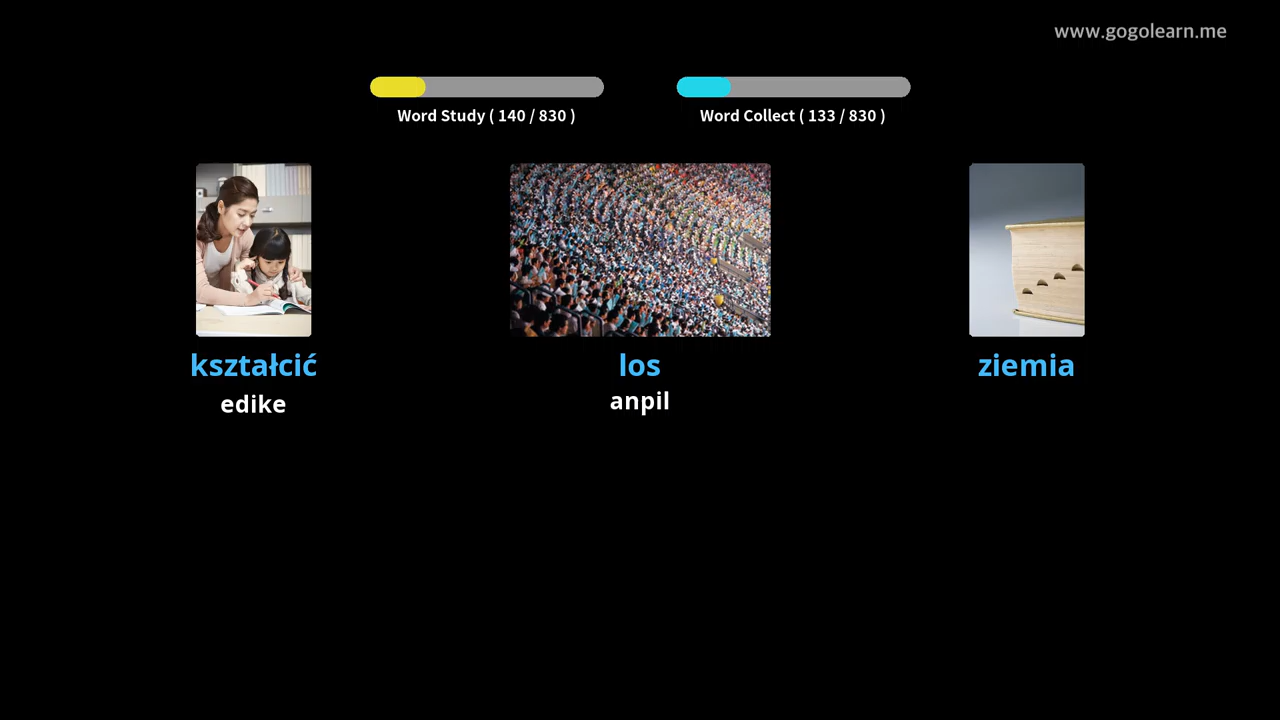 www.gogolearn.me
Word Study ( 140 / 830 )
Word Collect ( 133 / 830 )
kształcić
los
ziemia
edike
anpil